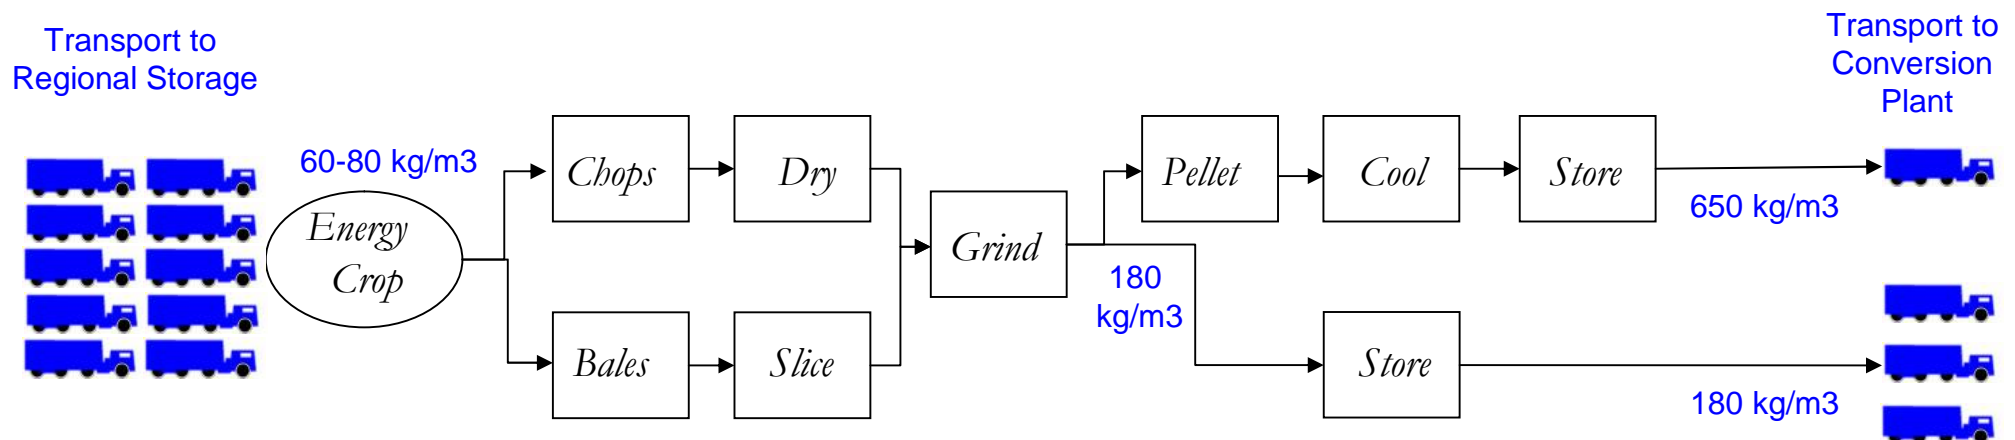 Transport to
Regional Storage
60-80 kg/m3
Energy
Crop
Chops
Dry
Bales
Slice
Grind
180
kg/m3
Pellet
Cool
Store
650 kg/m3
Store
180 kg/m3
Transport to
Conversion
Plant